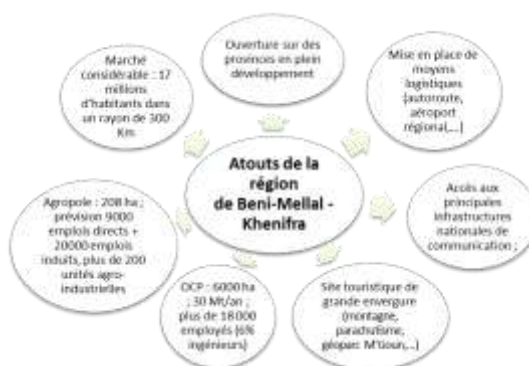 Ouverture sur des
provinces en plein
développement
Mise en place de
moyens
logistiques
(autoroute,
aéroport
régional,...)
Accès aux
principales
infrastructures
nationales de
communication ;
Site touristique de
grande envergure
(montagne,
parachutisme,
géoparc M'Goun,...)
OCP : 6000 ha
; 30 Mt/an ;
plus de 18 000
employés (6%
ingénieurs)
Agropole : 208 ha ;
prévision 9000
emplois directs +
20000 emplois
induits, plus de 200
unités agro-
industrielles
Marché
considérable : 17
millions
d'habitants dans
un rayon de 300
Km
Atouts de la
région
de Beni-Mellal -
Khenifra